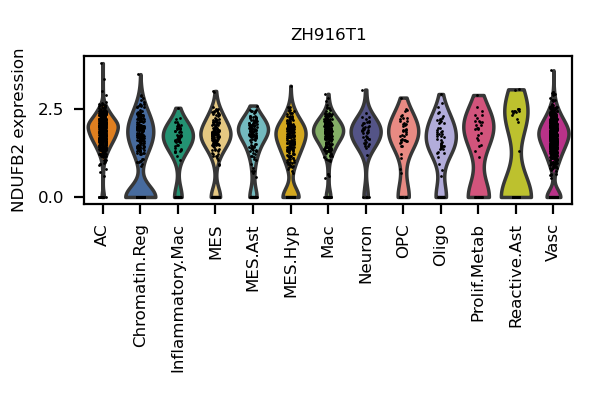 ZH916T1
NDUFB2 expression
2.5
0.0
AC
Chromatin.Reg
Inflammatory.Mac
MES
MES.Ast
MES.Hyp
Mac
Neuron
OPC
Oligo
Prolif.Metab
Reactive.Ast
Vasc